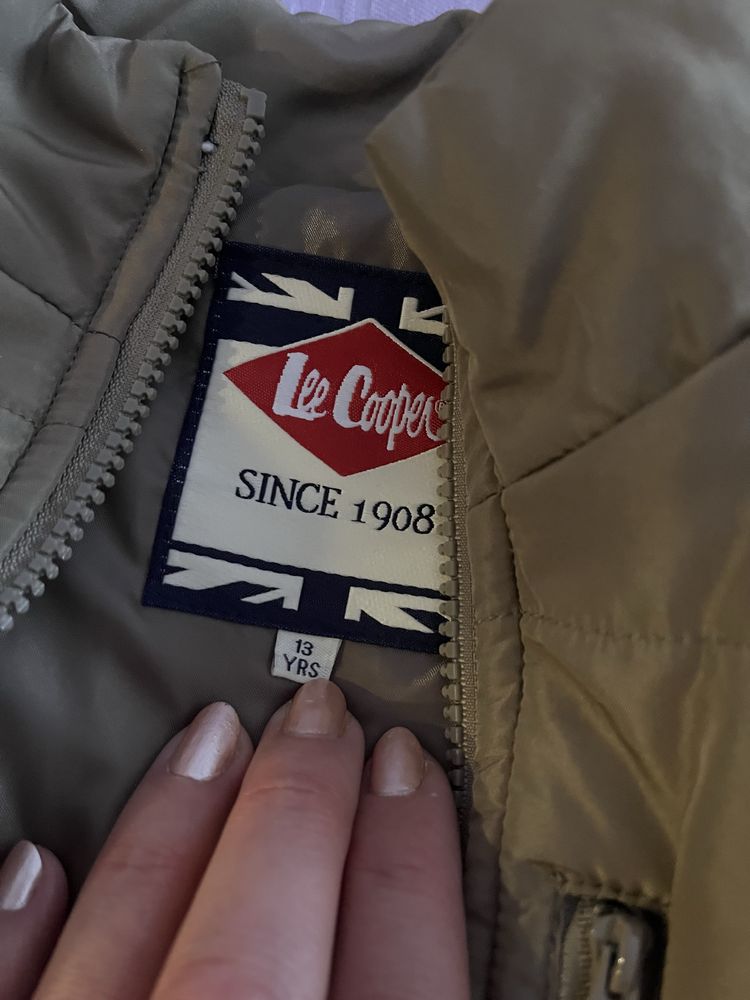 Lee Cooper
SINCE 1908
13
YRS